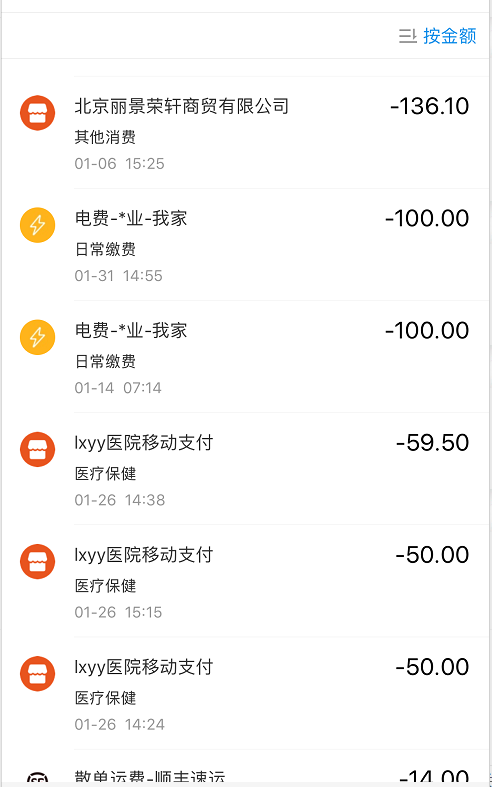 按金额
北京丽景荣轩商贸有限公司 -136.10
其他消费
01-06 15:25
电费-*业-我家 -100.00
日常缴费
01-31 14:55
电费-*业-我家 -100.00
日常缴费
01-14 07:14
lxyy医院移动支付 -59.50
医疗保健
01-26 14:38
lxyy医院移动支付 -50.00
医疗保健
01-26 15:15
lxyy医院移动支付 -50.00
医疗保健
01-26 14:24
散单运费-顺丰速运 -14.00